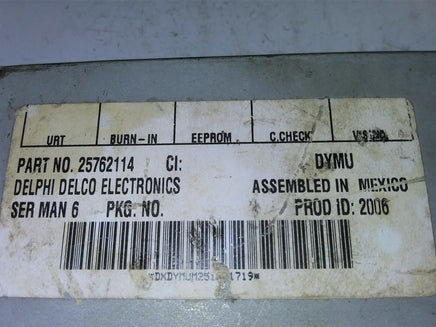 URT BURN-IN EEPROM C.CHECK
PART NO. 25762114 CI: DYMU
DELPHI DELCO ELECTRONICS ASSEMBLED IN MEXICO
SER MAN 6 PKG. NO. PROD ID: 2006